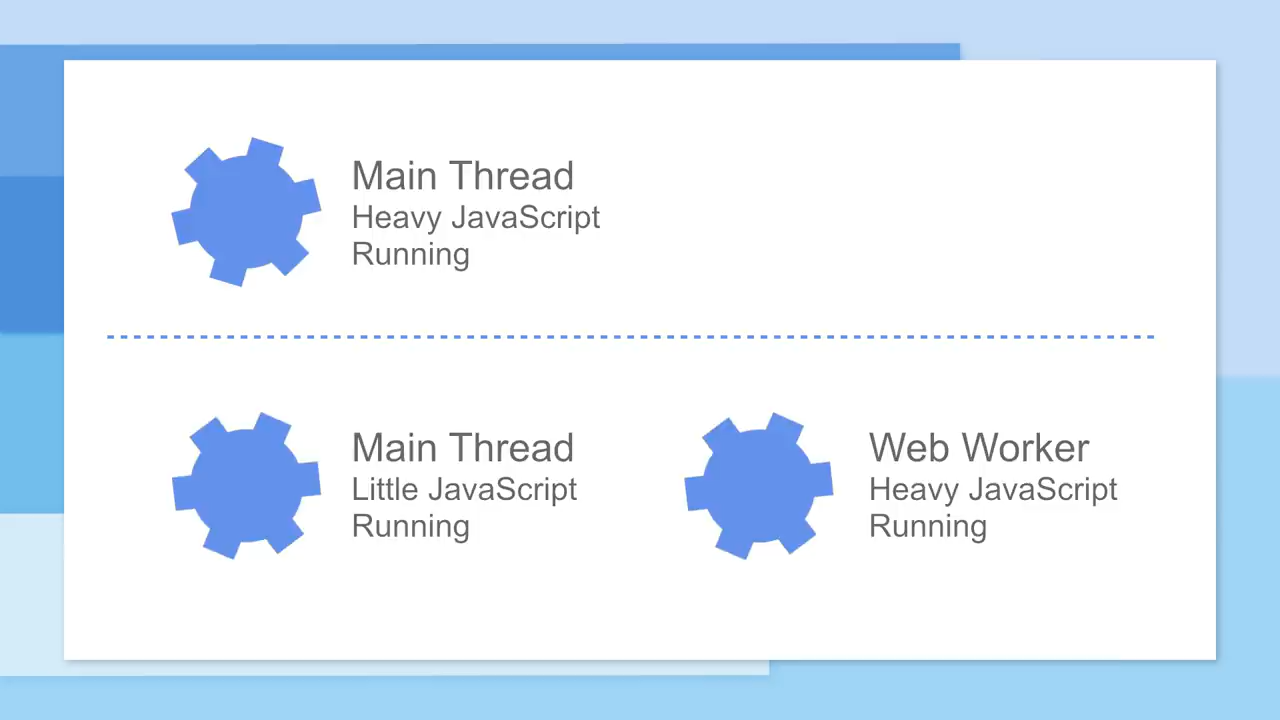 Main Thread
Heavy JavaScript
Running
Main Thread
Little JavaScript
Running
Web Worker
Heavy JavaScript
Running